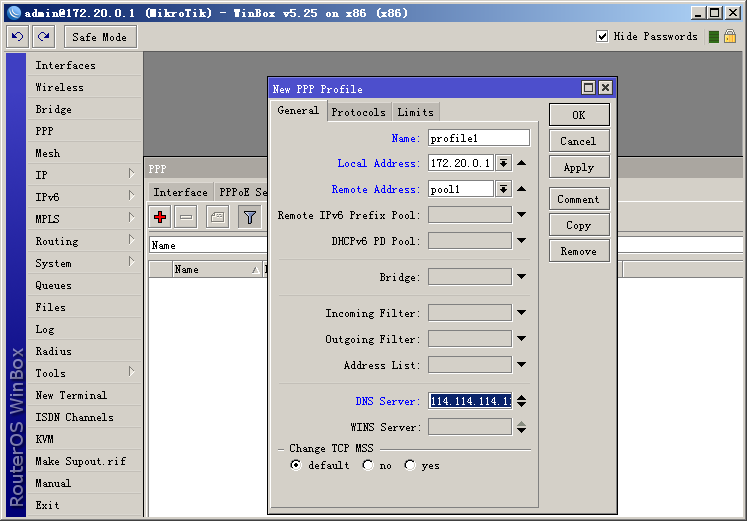 admin@172.20.0.1 (MikroTik) - WinBox v5.25 on x86 (x86)
Safe Mode
Hide Passwords
RouterOS WinBox
Interfaces
Wireless
Bridge
PPP
Mesh
IP
IPv6
MPLS
Routing
System
Queues
Files
Log
Radius
Tools
New Terminal
ISDN Channels
KVM
Make Supout.rif
Manual
Exit
PPP
Interface
PPPoE Se
Name
Name
New PPP Profile
General
Protocols
Limits
Name: profile1
Local Address: 172.20.0.1
Remote Address: pool1
Remote IPv6 Prefix Pool:
DHCPv6 PD Pool:
Bridge:
Incoming Filter:
Outgoing Filter:
Address List:
DNS Server: 114.114.114.1
WINS Server:
Change TCP MSS
default
no
yes
OK
Cancel
Apply
Comment
Copy
Remove